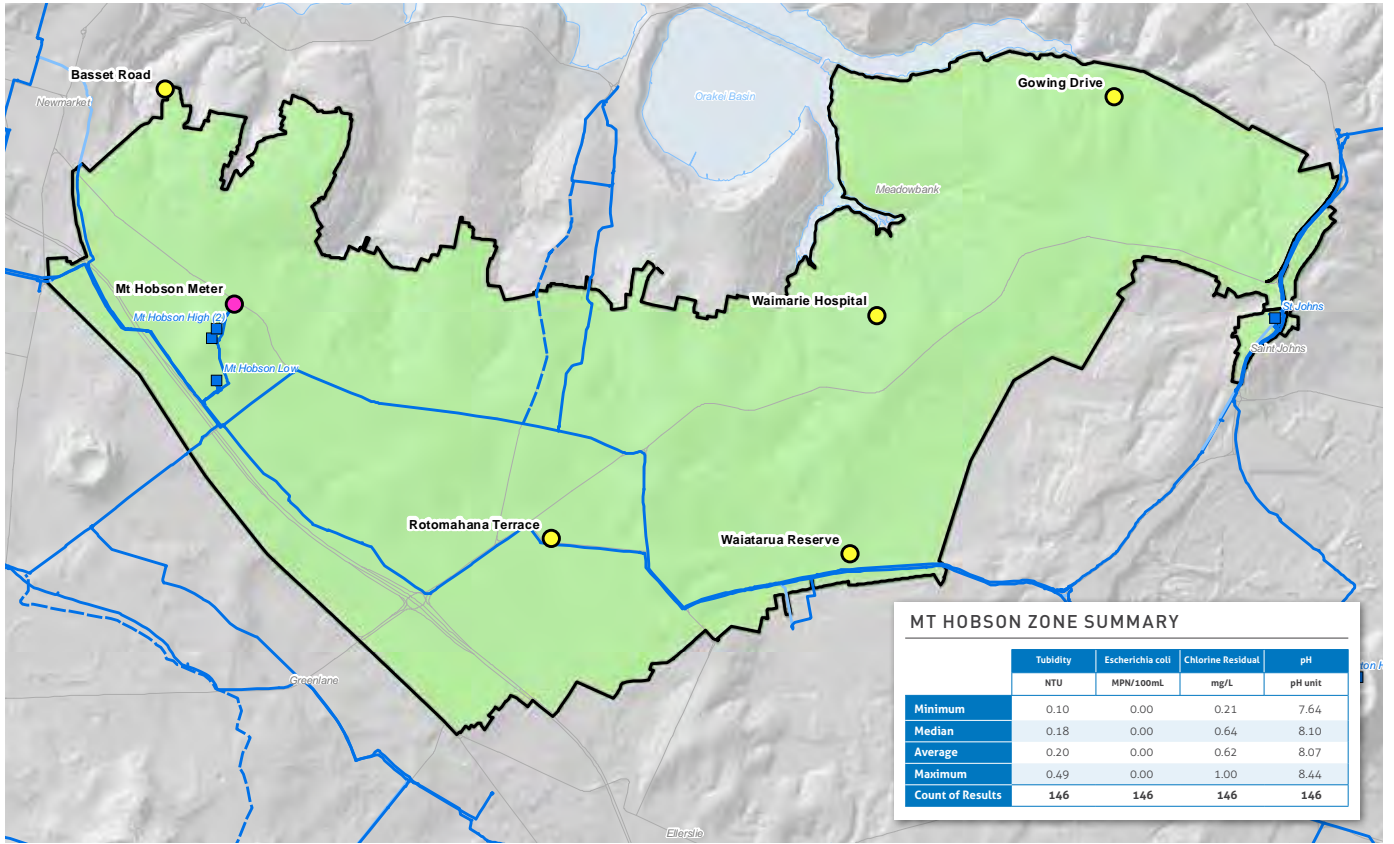 Basset Road
Newmarket
Orakei Basin
Gowing Drive
Meadowbank
Mt Hobson Meter
Mt Hobson High (2)
Mt Hobson Low
Waimarie Hospital
St Johns
Saint Johns
Rotomahana Terrace
Waiatarua Reserve
Greenlane
Ellerslie
MT HOBSON ZONE SUMMARY
Tubidity Escherichia coli Chlorine Residual pH
NTU MPN/100mL mg/L pH unit
Minimum 0.10 0.00 0.21 7.64
Median 0.18 0.00 0.64 8.10
Average 0.20 0.00 0.62 8.07
Maximum 0.49 0.00 1.00 8.44
Count of Results 146 146 146 146